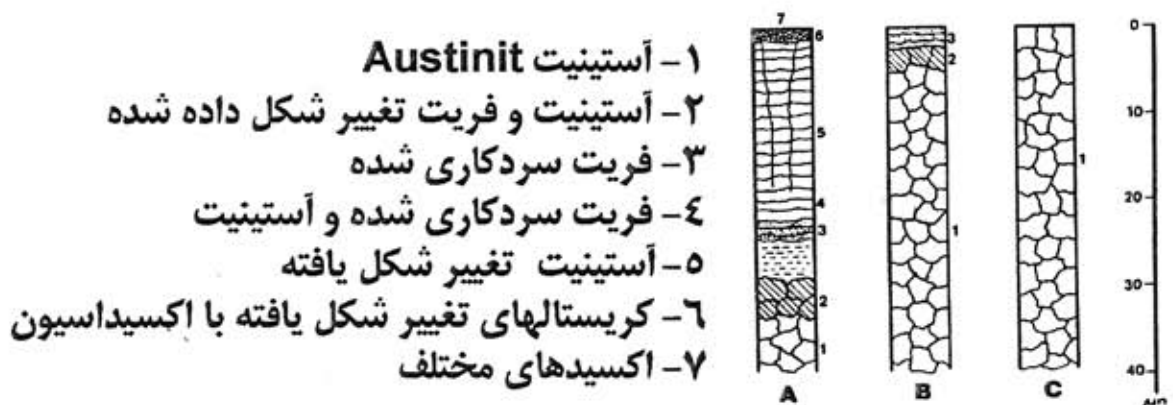 ۱- آستینیت Austinit
۲- آستینیت و فریت تغییر شکل داده شده
۳- فریت سردکاری شده
٤- فریت سردکاری شده و آستینیت
٥- آستینیت تغییر شکل یافته
٦- کریستالهای تغییر شکل یافته با اکسیداسیون
۷- اکسیدهای مختلف
7
6
5
4
3
2
1
A
3
2
1
B
1
C
0
10
20
30
40